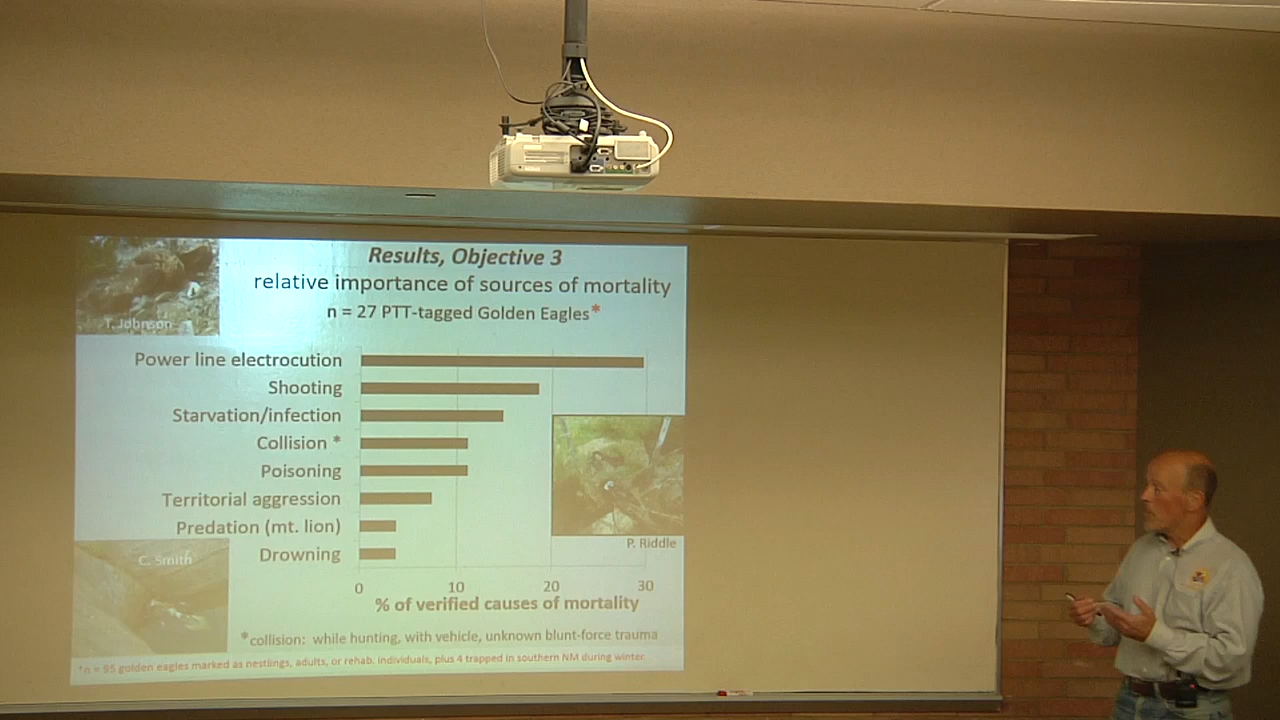 Results, Objective 3
relative importance of sources of mortality
n = 27 PTT-tagged Golden Eagles*
T. Johnson
Power line electrocution
Shooting
Starvation/infection
Collision *
Poisoning
Territorial aggression
Predation (mt. lion)
Drowning
P. Riddle
C. Smith
0 10 20 30
% of verified causes of mortality
*collision: while hunting, with vehicle, unknown blunt-force trauma
*n = 95 golden eagles marked as nestlings, adults, or rehab. individuals, plus 4 trapped in southern NM during winter.